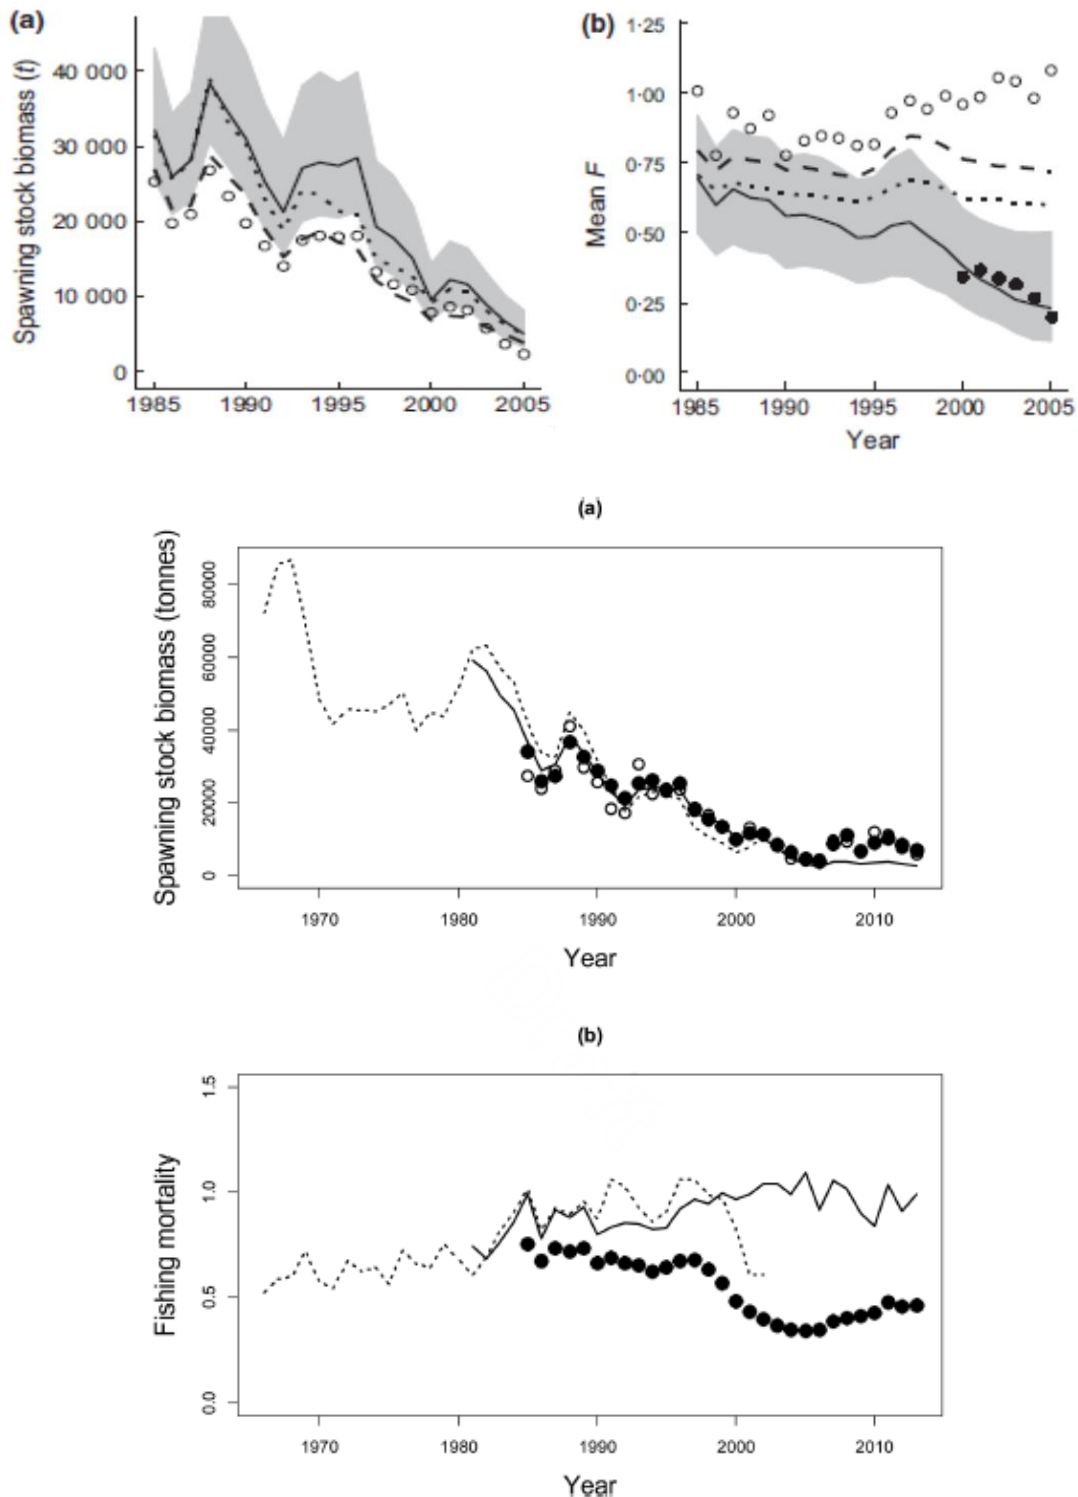 (a)
Spawning stock biomass (t)
40 000
30 000
20 000
10 000
0
1985 1990 1995 2000 2005
(b)
Mean F
1·25
1·00
0·75
0·50
0·25
0·00
1985 1990 1995 2000 2005
Year
(a)
Spawning stock biomass (tonnes)
80000
60000
40000
20000
0
1970 1980 1990 2000 2010
Year
(b)
Fishing mortality
1.5
1.0
0.5
0.0
1970 1980 1990 2000 2010
Year